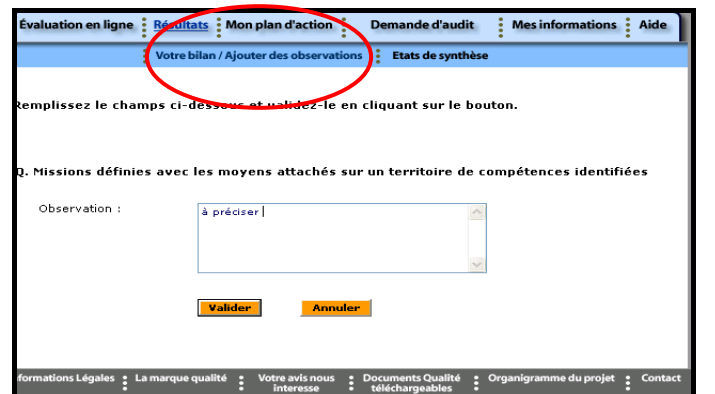 Évaluation en ligne Résultats Mon plan d'action Demande d'audit Mes informations Aide
Votre bilan / Ajouter des observations Etats de synthèse
Remplissez le champs ci-dessous et validez-le en cliquant sur le bouton.
Q. Missions définies avec les moyens attachés sur un territoire de compétences identifiées
Observation : à préciser
Valider Annuler
nformations Légales La marque qualité Votre avis nous interesse Documents Qualité téléchargeables Organigramme du projet Contact